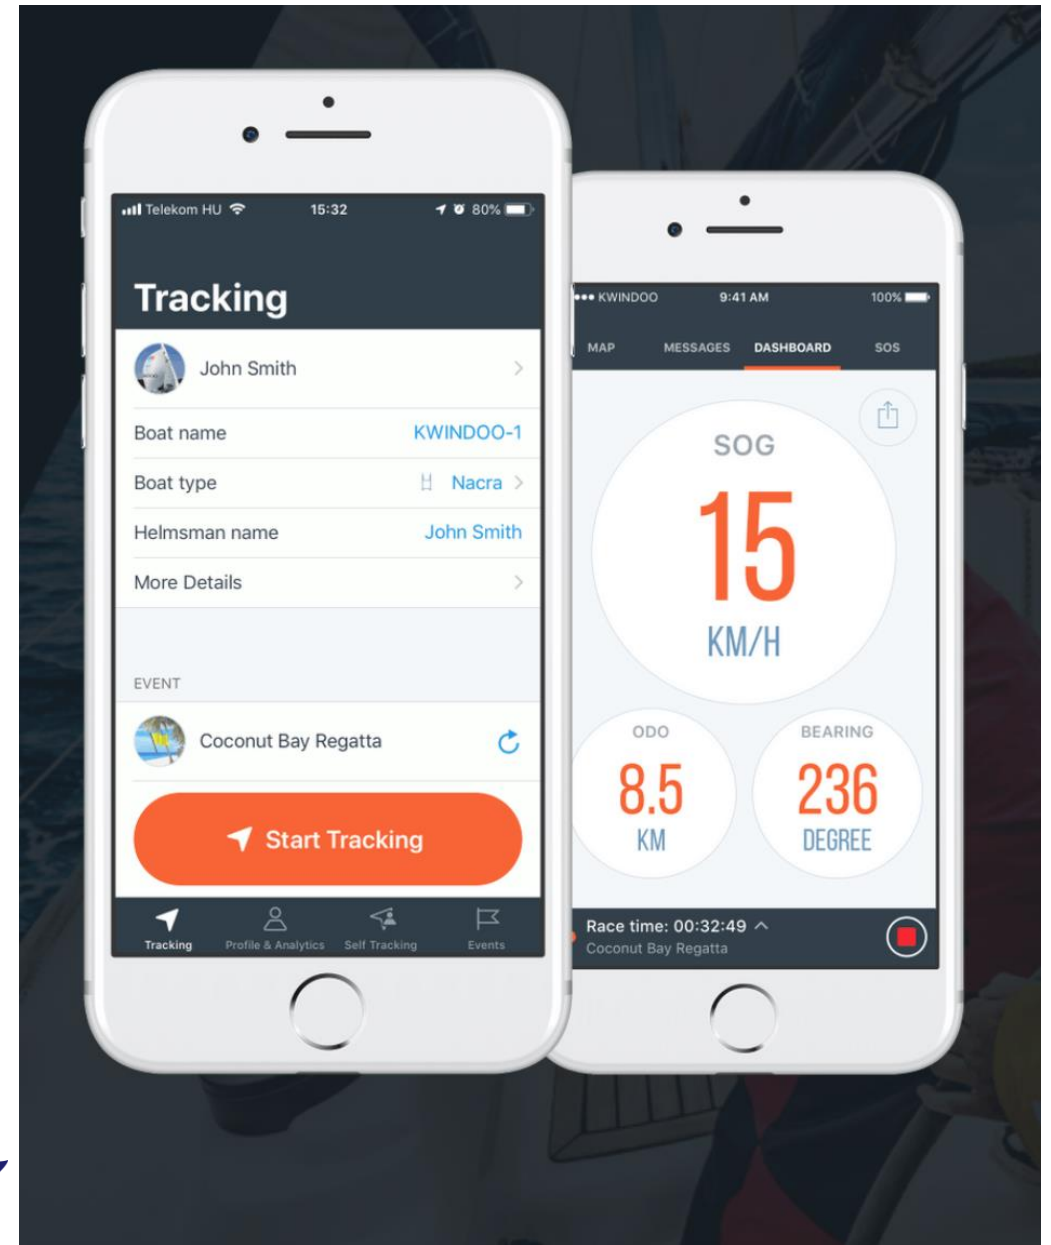 Telekom HU 15:32 80%
Tracking
John Smith
Boat name KWINDOO-1
Boat type Nacra
Helmsman name John Smith
More Details
EVENT
Coconut Bay Regatta
Start Tracking
Tracking Profile & Analytics Self Tracking Events
KWINDOO 9:41 AM 100%
MAP MESSAGES DASHBOARD SOS
SOG
15
KM/H
ODO
8.5
KM
BEARING
236
DEGREE
Race time: 00:32:49
Coconut Bay Regatta